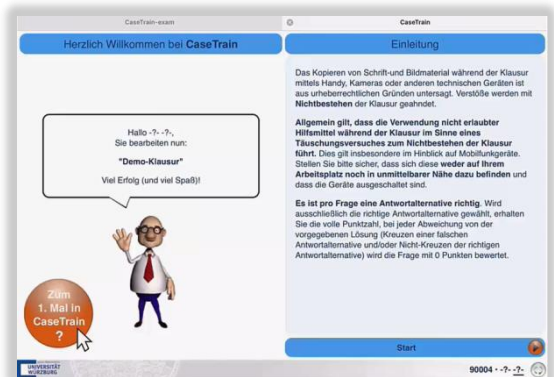 CaseTrain-exam
CaseTrain
Herzlich Willkommen bei CaseTrain
Hallo -?- -?-,
Sie bearbeiten nun:
"Demo-Klausur"
Viel Erfolg (und viel Spaß)!
Zum
1. Mal in
CaseTrain
?
UNIVERSITÄT
WÜRZBURG
Einleitung
Das Kopieren von Schrift-und Bildmaterial während der Klausur
mittels Handy, Kameras oder anderen technischen Geräten ist
aus urheberrechtlichen Gründen untersagt. Verstöße werden mit
Nichtbestehen der Klausur geahndet.
Allgemein gilt, dass die Verwendung nicht erlaubter
Hilfsmittel während der Klausur im Sinne eines
Täuschungsversuches zum Nichtbestehen der Klausur
führt. Dies gilt insbesondere im Hinblick auf Mobilfunkgeräte.
Stellen Sie bitte sicher, dass sich diese weder auf Ihrem
Arbeitsplatz noch in unmittelbarer Nähe dazu befinden und
dass die Geräte ausgeschaltet sind.
Es ist pro Frage eine Antwortalternative richtig. Wird
ausschließlich die richtige Antwortalternative gewählt, erhalten
Sie die volle Punktzahl, bei jeder Abweichung von der
vorgegebenen Lösung (Kreuzen einer falschen
Antwortalternative und/oder Nicht-Kreuzen der richtigen
Antwortalternative) wird die Frage mit 0 Punkten bewertet.
Start
90004 · -?- -?-